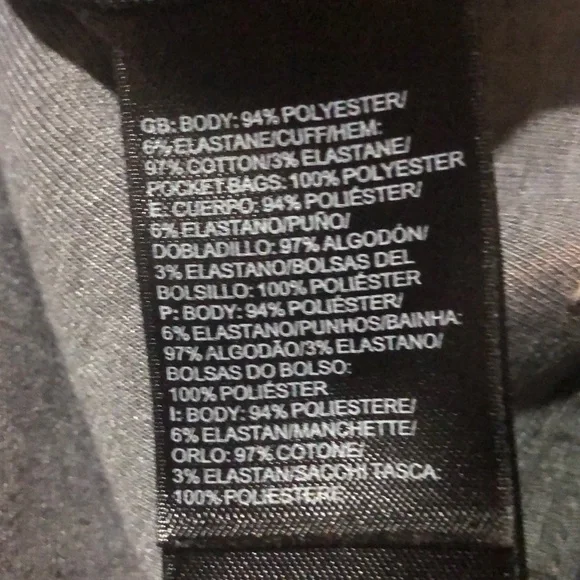 GB: BODY: 94% POLYESTER/
6% ELASTANE/CUFF/HEM:
97% COTTON/3% ELASTANE/
POCKET BAGS: 100% POLYESTER
E: CUERPO: 94% POLIÉSTER/
6% ELASTANO/PUÑO/
DOBLADILLO: 97% ALGODÓN/
3% ELASTANO/BOLSAS DEL
BOLSILLO: 100% POLIÉSTER
P: BODY: 94% POLIÉSTER/
6% ELASTANO/PUNHOS/BAINHA:
97% ALGODÃO/3% ELASTANO/
BOLSAS DO BOLSO:
100% POLIÉSTER
I: BODY: 94% POLIESTERE/
6% ELASTAN/MANCHETTE/
ORLO: 97% COTONE/
3% ELASTAN/SACCHI TASCA:
100% POLIESTERE